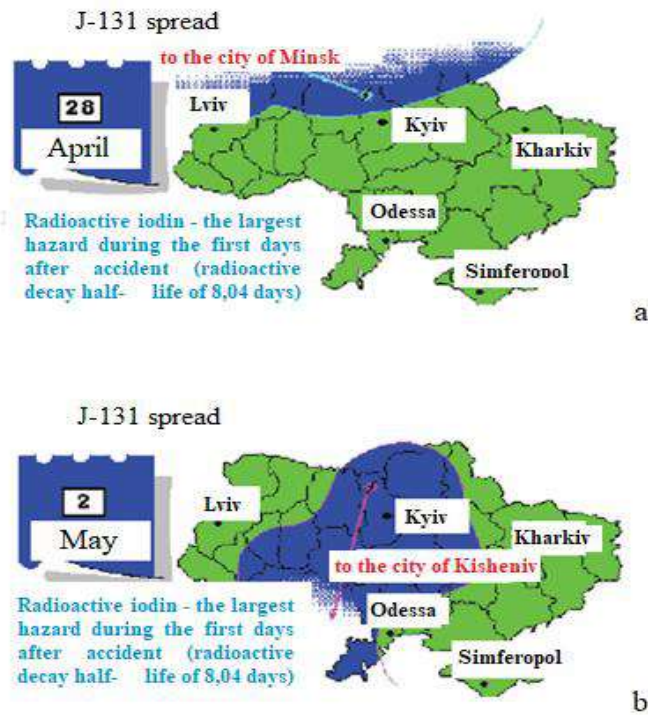 J-131 spread
to the city of Minsk
28
April
Lviv
Kyiv
Kharkiv
Odessa
Simferopol
Radioactive iodin - the largest
hazard during the first days
after accident (radioactive
decay half- life of 8,04 days)
a
J-131 spread
2
May
Lviv
Kyiv
Kharkiv
to the city of Kisheniv
Odessa
Simferopol
Radioactive iodin - the largest
hazard during the first days
after accident (radioactive
decay half- life of 8,04 days)
b